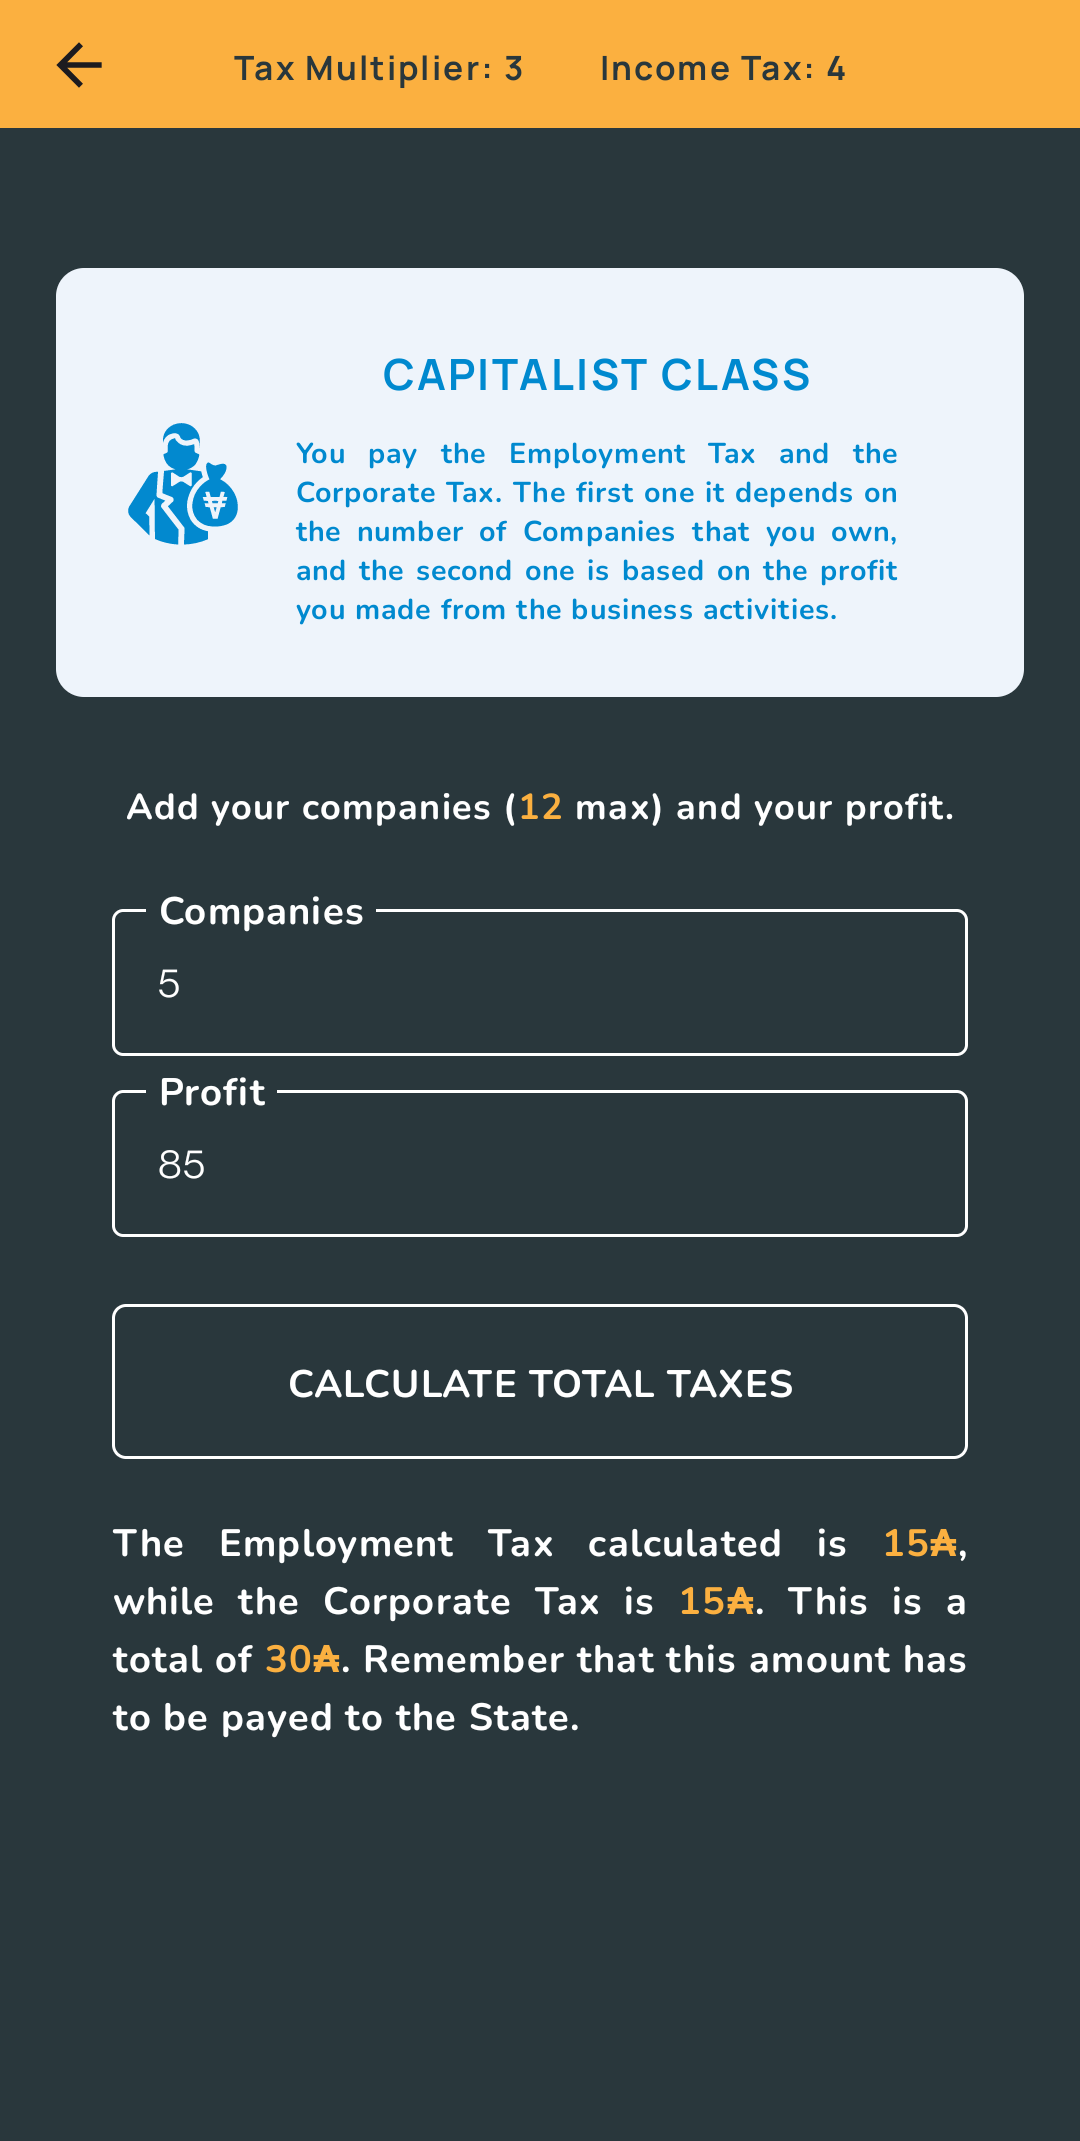 Tax Multiplier: 3 Income Tax: 4
CAPITALIST CLASS
You pay the Employment Tax and the
Corporate Tax. The first one it depends on
the number of Companies that you own,
and the second one is based on the profit
you made from the business activities.
Add your companies (12 max) and your profit.
Companies
5
Profit
85
CALCULATE TOTAL TAXES
The Employment Tax calculated is 15₳,
while the Corporate Tax is 15₳. This is a
total of 30₳. Remember that this amount has
to be payed to the State.